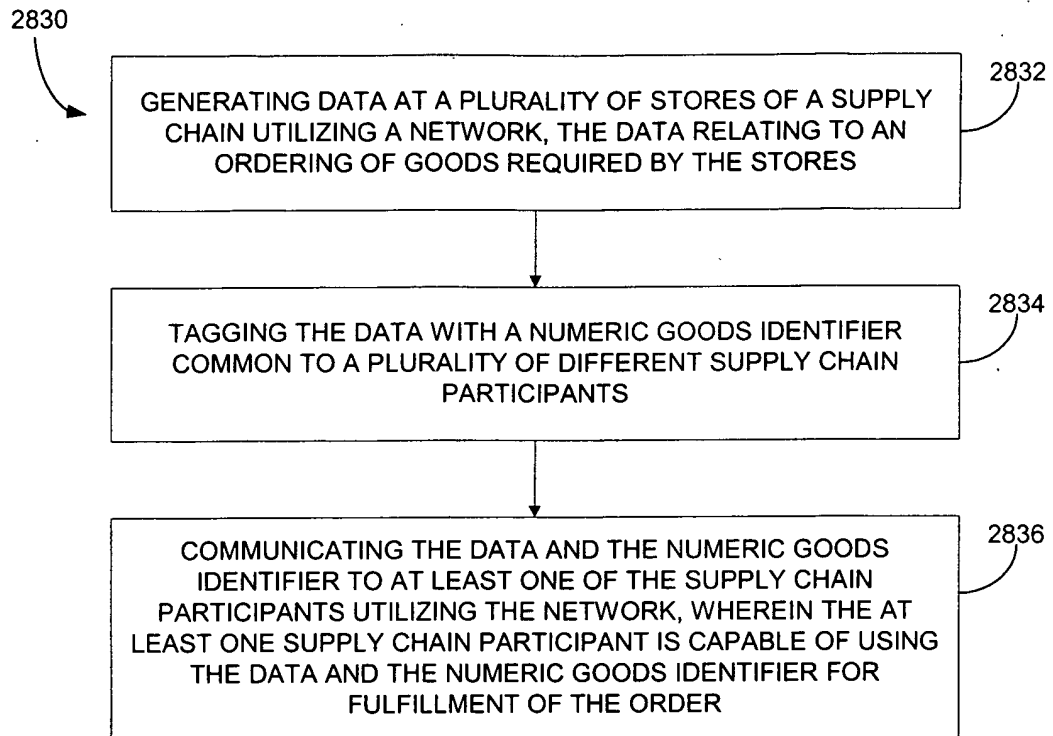 2830
2832
GENERATING DATA AT A PLURALITY OF STORES OF A SUPPLY
CHAIN UTILIZING A NETWORK, THE DATA RELATING TO AN
ORDERING OF GOODS REQUIRED BY THE STORES
2834
TAGGING THE DATA WITH A NUMERIC GOODS IDENTIFIER
COMMON TO A PLURALITY OF DIFFERENT SUPPLY CHAIN
PARTICIPANTS
2836
COMMUNICATING THE DATA AND THE NUMERIC GOODS
IDENTIFIER TO AT LEAST ONE OF THE SUPPLY CHAIN
PARTICIPANTS UTILIZING THE NETWORK, WHEREIN THE AT
LEAST ONE SUPPLY CHAIN PARTICIPANT IS CAPABLE OF USING
THE DATA AND THE NUMERIC GOODS IDENTIFIER FOR
FULFILLMENT OF THE ORDER